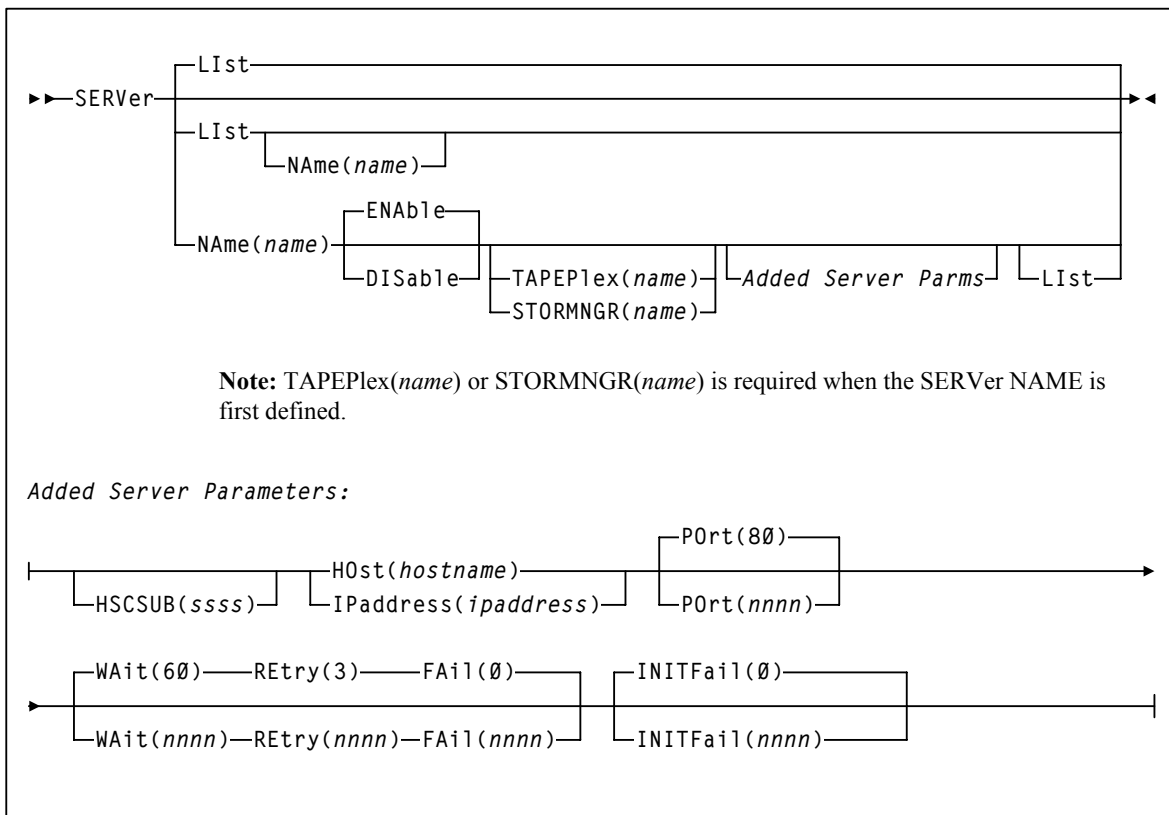 LIst
SERVer
LIst
NAme(name)
ENAble
NAme(name)
DISable
TAPEPlex(name)
STORMNGR(name)
Added Server Parms
LIst
Note: TAPEPlex(name) or STORMNGR(name) is required when the SERVer NAME is
first defined.
Added Server Parameters:
HSCSUB(ssss)
HOst(hostname)
IPaddress(ipaddress)
POrt(80)
POrt(nnnn)
WAit(60) REtry(3) FAil(0)
WAit(nnnn) REtry(nnnn) FAil(nnnn)
INITFail(0)
INITFail(nnnn)